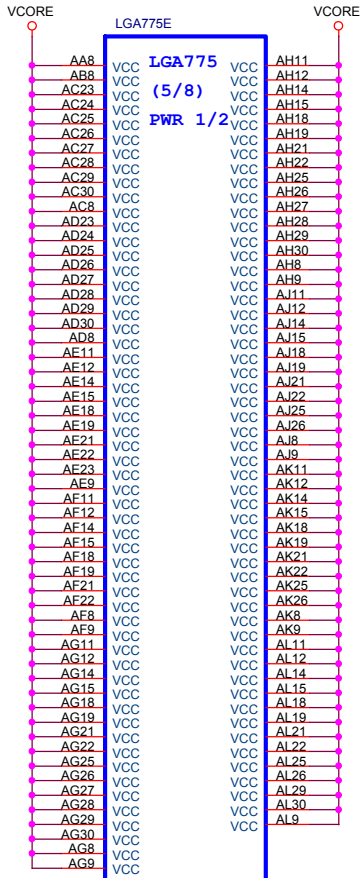 VCORE VCORE
LGA775E
AA8 VCC LGA775 VCC AH11
AB8 VCC VCC AH12
AC23 VCC (5/8) VCC AH14
AC24 VCC VCC AH15
AC25 VCC PWR 1/2 VCC AH18
AC26 VCC VCC AH19
AC27 VCC VCC AH21
AC28 VCC VCC AH22
AC29 VCC VCC AH25
AC30 VCC VCC AH26
AC8 VCC VCC AH27
AD23 VCC VCC AH28
AD24 VCC VCC AH29
AD25 VCC VCC AH30
AD26 VCC VCC AH8
AD27 VCC VCC AH9
AD28 VCC VCC AJ11
AD29 VCC VCC AJ12
AD30 VCC VCC AJ14
AD8 VCC VCC AJ15
AE11 VCC VCC AJ18
AE12 VCC VCC AJ19
AE14 VCC VCC AJ21
AE15 VCC VCC AJ22
AE18 VCC VCC AJ25
AE19 VCC VCC AJ26
AE21 VCC VCC AJ8
AE22 VCC VCC AJ9
AE23 VCC VCC AK11
AE9 VCC VCC AK12
AF11 VCC VCC AK14
AF12 VCC VCC AK15
AF14 VCC VCC AK18
AF15 VCC VCC AK19
AF18 VCC VCC AK21
AF19 VCC VCC AK22
AF21 VCC VCC AK25
AF22 VCC VCC AK26
AF8 VCC VCC AK8
AF9 VCC VCC AK9
AG11 VCC VCC AL11
AG12 VCC VCC AL12
AG14 VCC VCC AL14
AG15 VCC VCC AL15
AG18 VCC VCC AL18
AG19 VCC VCC AL19
AG21 VCC VCC AL21
AG22 VCC VCC AL22
AG25 VCC VCC AL25
AG26 VCC VCC AL26
AG27 VCC VCC AL29
AG28 VCC VCC AL30
AG29 VCC VCC AL9
AG30 VCC
AG8 VCC
AG9 VCC